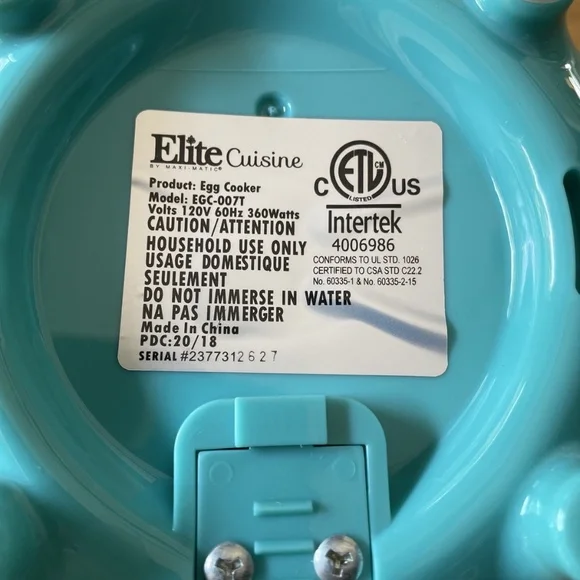 Elite Cuisine
BY MAXI-MATIC
Product: Egg Cooker
Model: EGC-007T
Volts 120V 60Hz 360Watts
CAUTION/ATTENTION
HOUSEHOLD USE ONLY
USAGE DOMESTIQUE
SEULEMENT
DO NOT IMMERSE IN WATER
NA PAS IMMERGER
Made In China
PDC:20/18
SERIAL #2377312627
C ETL CM US
LISTED
Intertek
4006986
CONFORMS TO UL STD. 1026
CERTIFIED TO CSA STD C22.2
No. 60335-1 & No. 60335-2-15